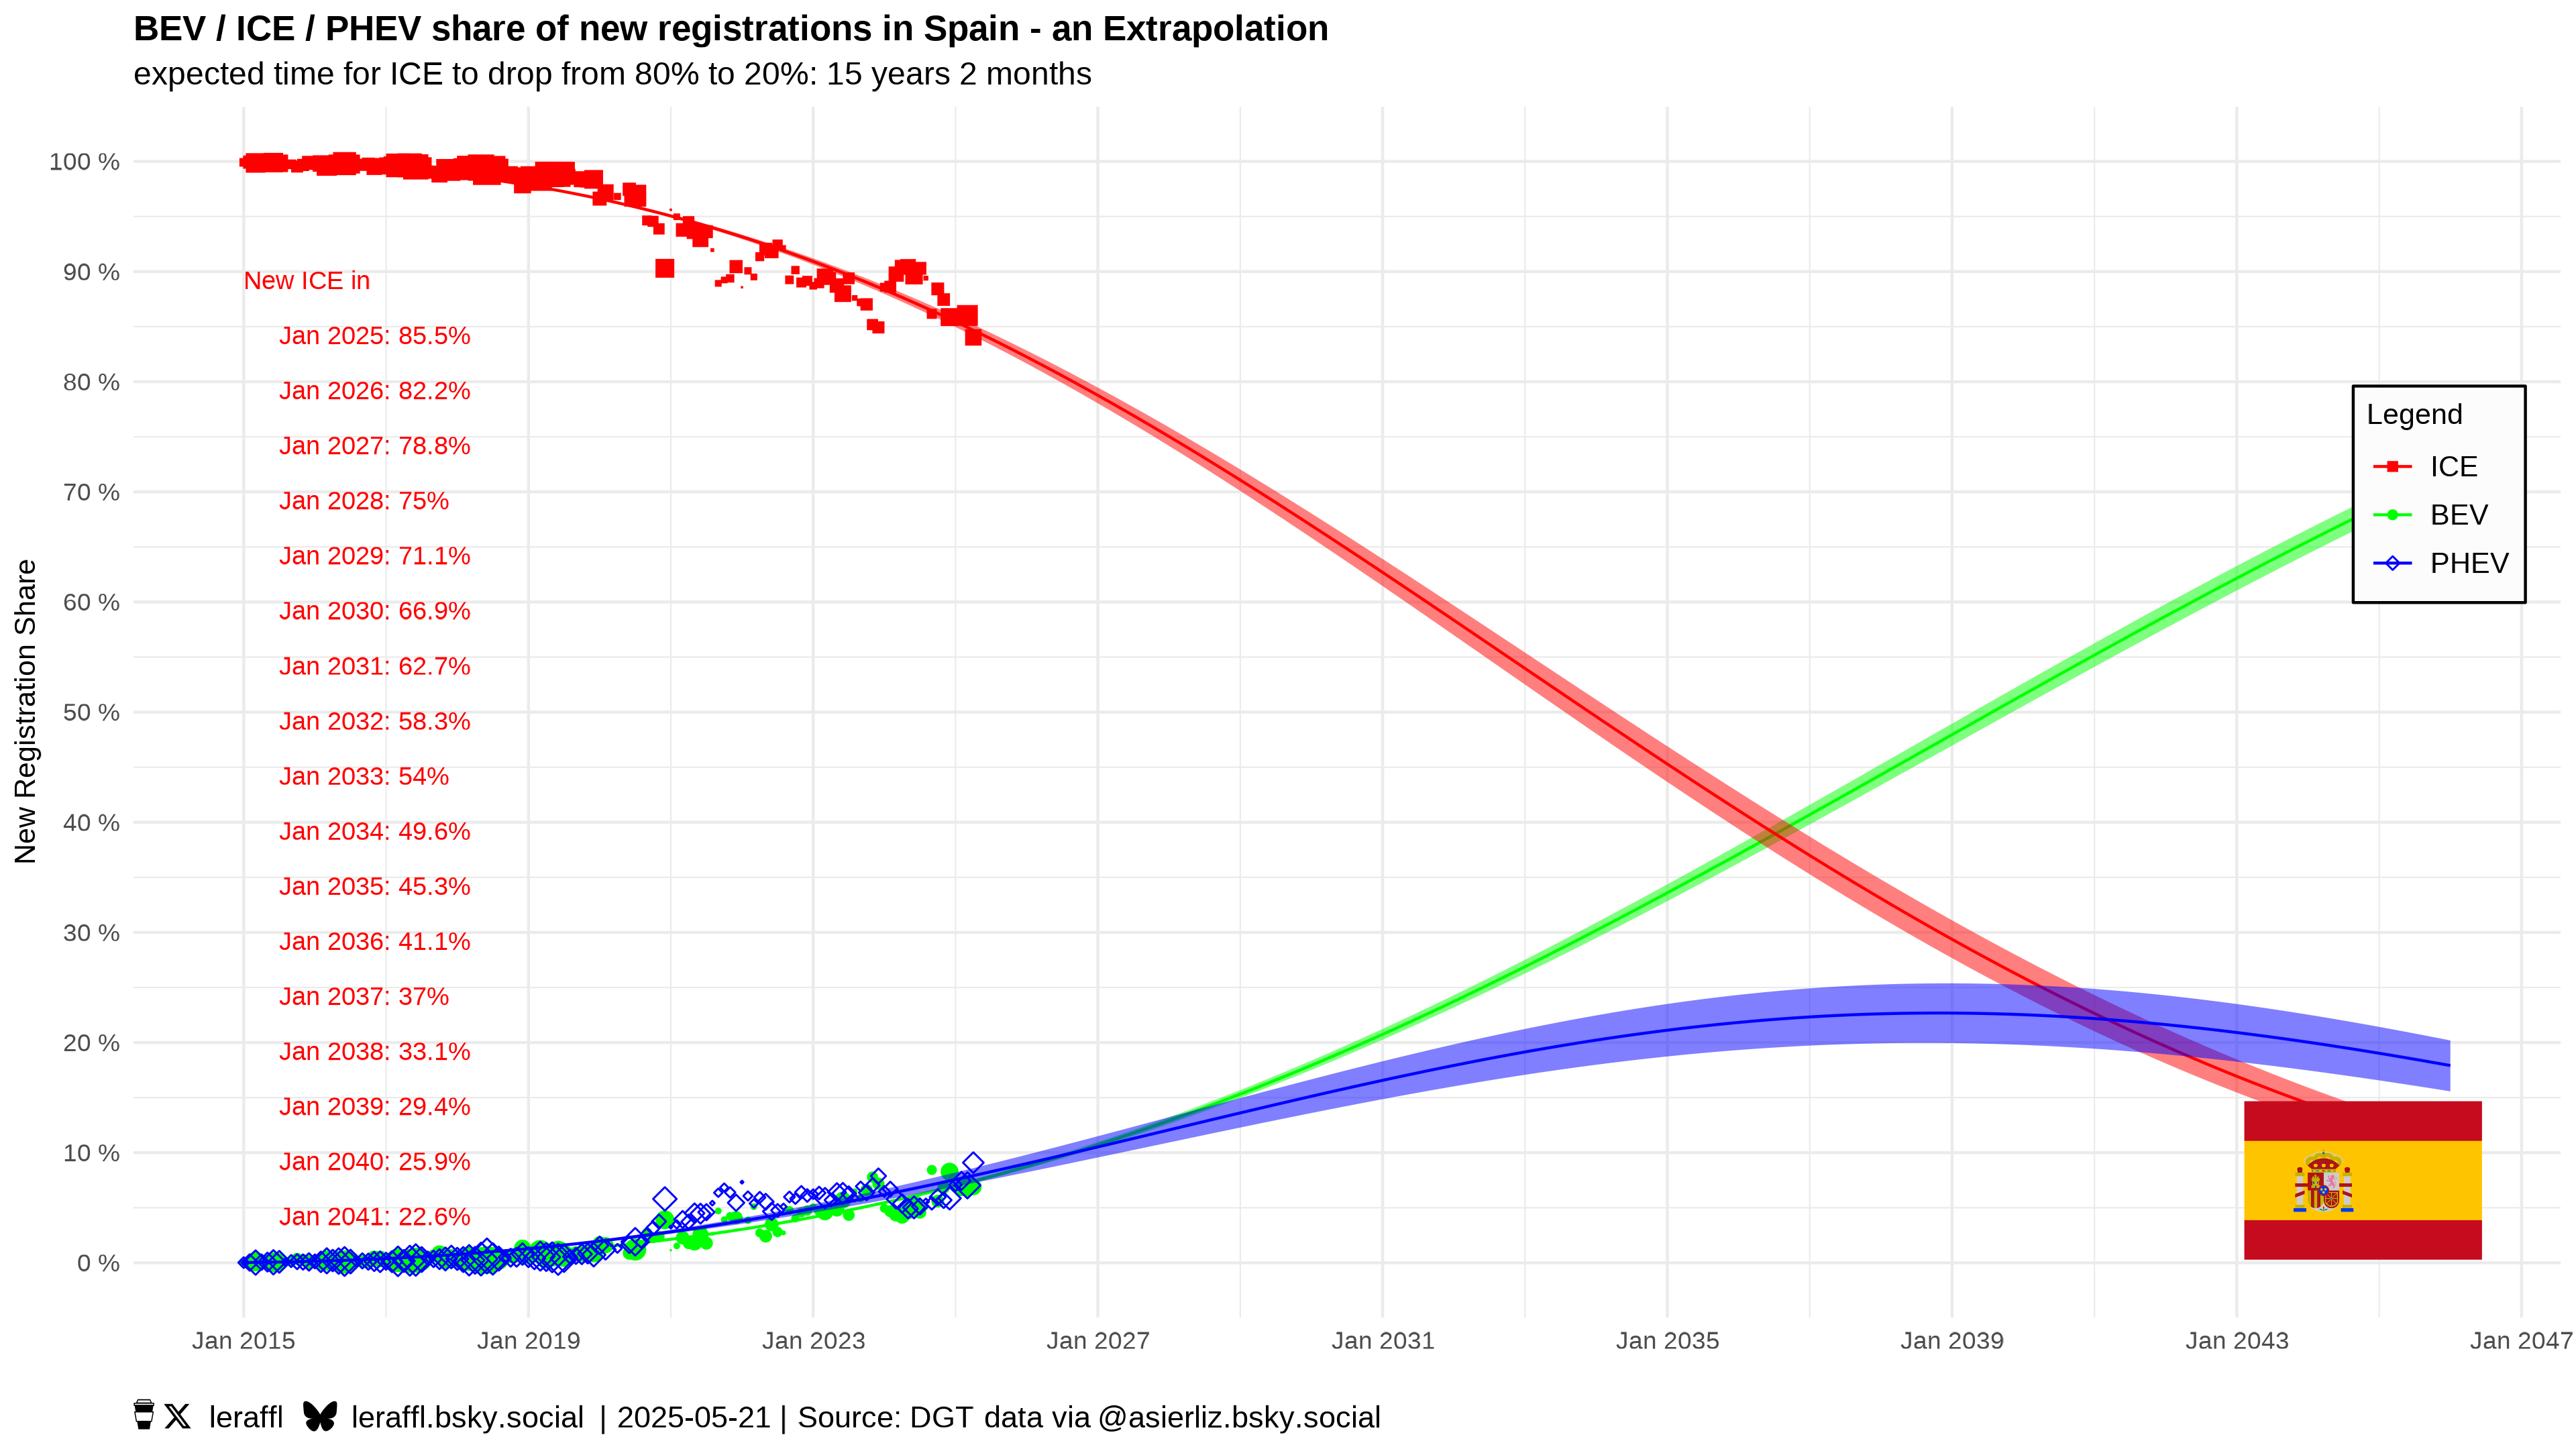 BEV / ICE / PHEV share of new registrations in Spain - an Extrapolation
expected time for ICE to drop from 80% to 20%: 15 years 2 months
New Registration Share
100 %
90 %
80 %
70 %
60 %
50 %
40 %
30 %
20 %
10 %
0 %
New ICE in
Jan 2025: 85.5%
Jan 2026: 82.2%
Jan 2027: 78.8%
Jan 2028: 75%
Jan 2029: 71.1%
Jan 2030: 66.9%
Jan 2031: 62.7%
Jan 2032: 58.3%
Jan 2033: 54%
Jan 2034: 49.6%
Jan 2035: 45.3%
Jan 2036: 41.1%
Jan 2037: 37%
Jan 2038: 33.1%
Jan 2039: 29.4%
Jan 2040: 25.9%
Jan 2041: 22.6%
Legend
ICE
BEV
PHEV
Jan 2015 Jan 2019 Jan 2023 Jan 2027 Jan 2031 Jan 2035 Jan 2039 Jan 2043 Jan 2047
leraffl leraffl.bsky.social | 2025-05-21 | Source: DGT data via @asierliz.bsky.social